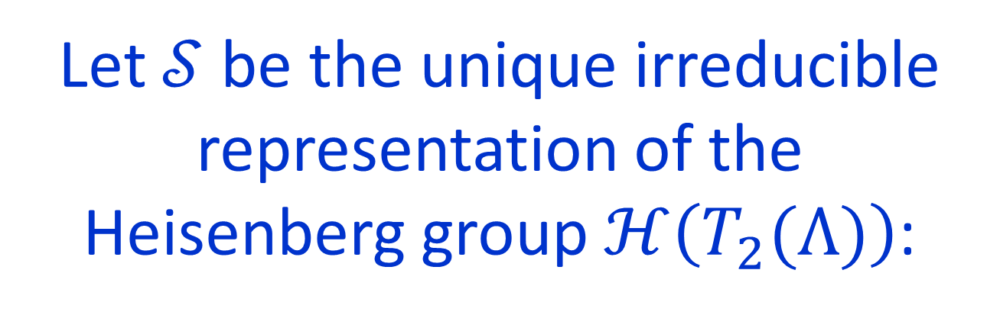 Let 𝒮 be the unique irreducible
representation of the
Heisenberg group ℋ(T₂(Λ)):